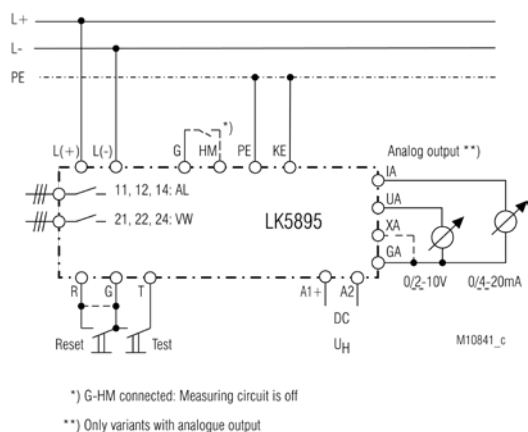 L+
L-
PE
*)
L(+) L(-) G HM PE KE
Analog output **)
IA
11, 12, 14: AL
UA
21, 22, 24: VW
LK5895
XA
GA
R G T A1+ A2
0/2-10V 0/4-20mA
DC
Reset Test
UH
M10841_c
*) G-HM connected: Measuring circuit is off
**) Only variants with analogue output